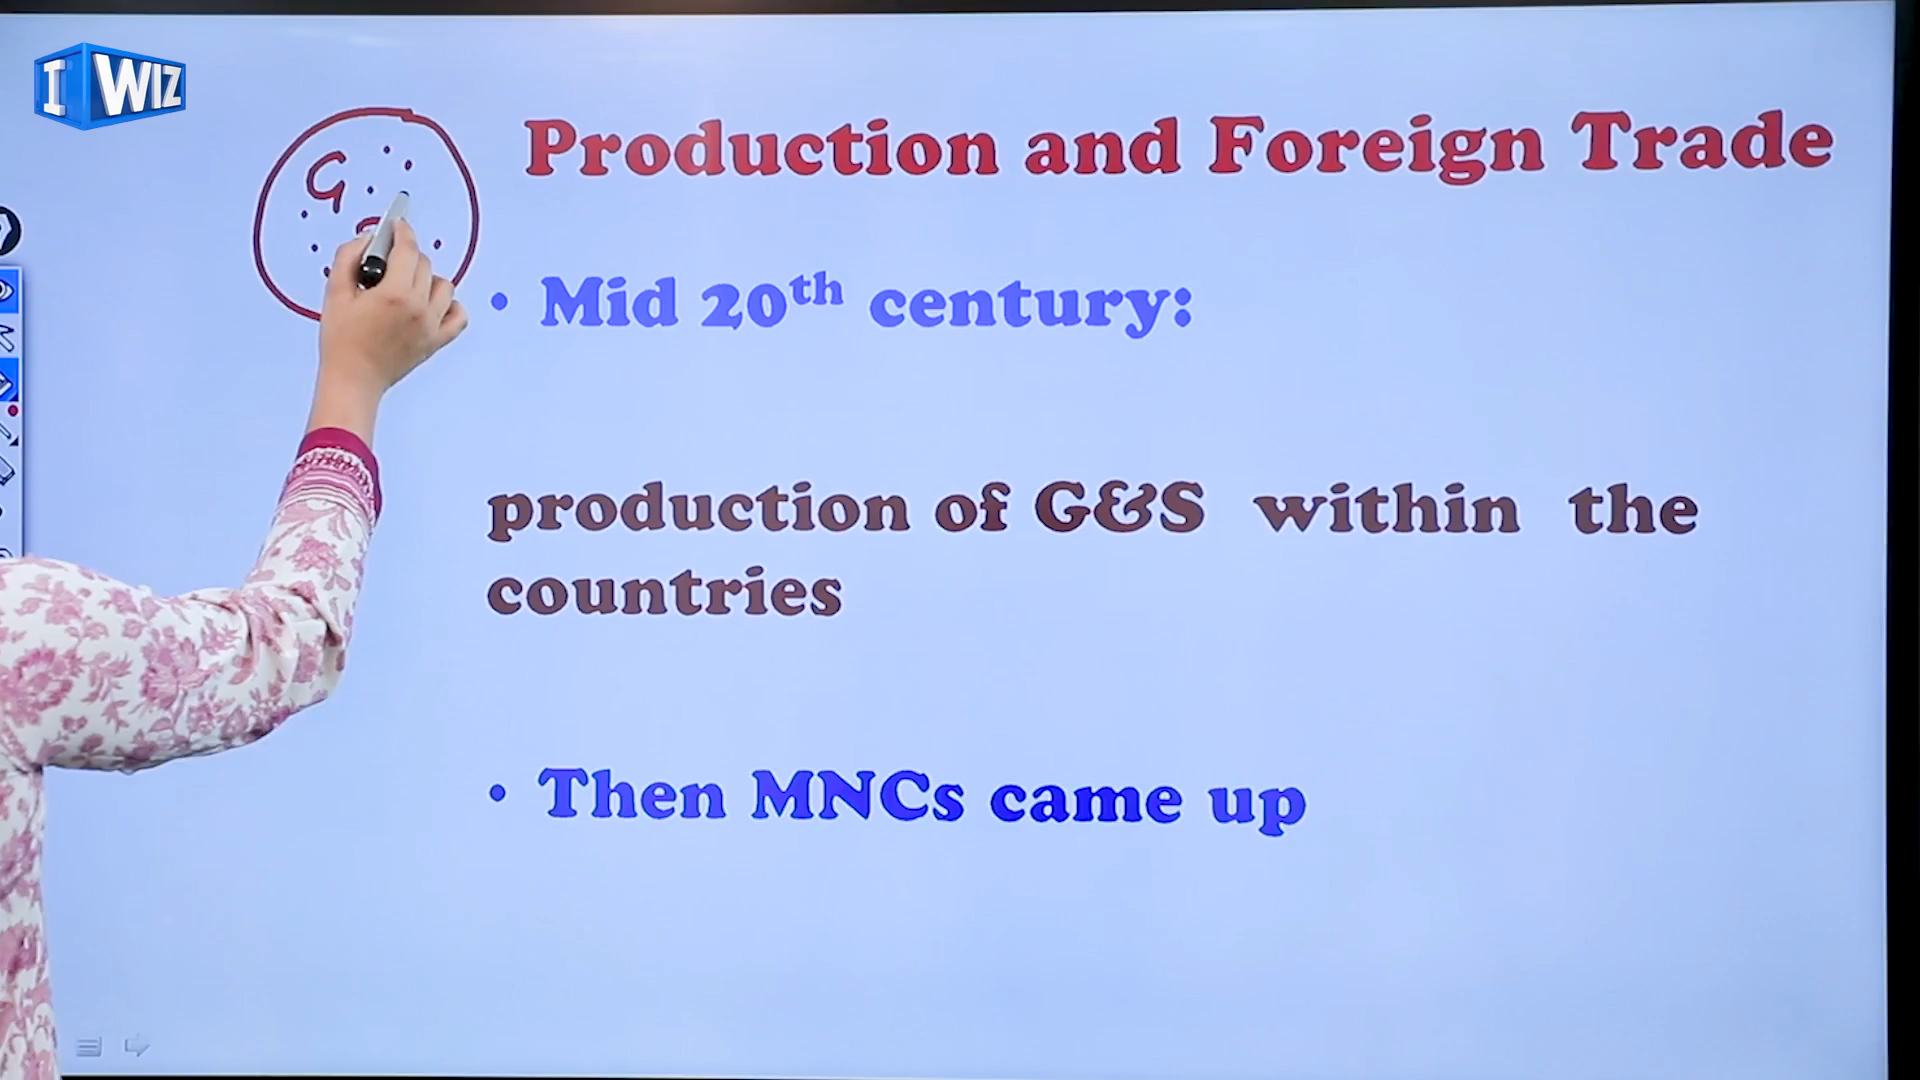 I WIZ
Production and Foreign Trade
G
• Mid 20th century:
production of G&S within the
countries
• Then MNCs came up